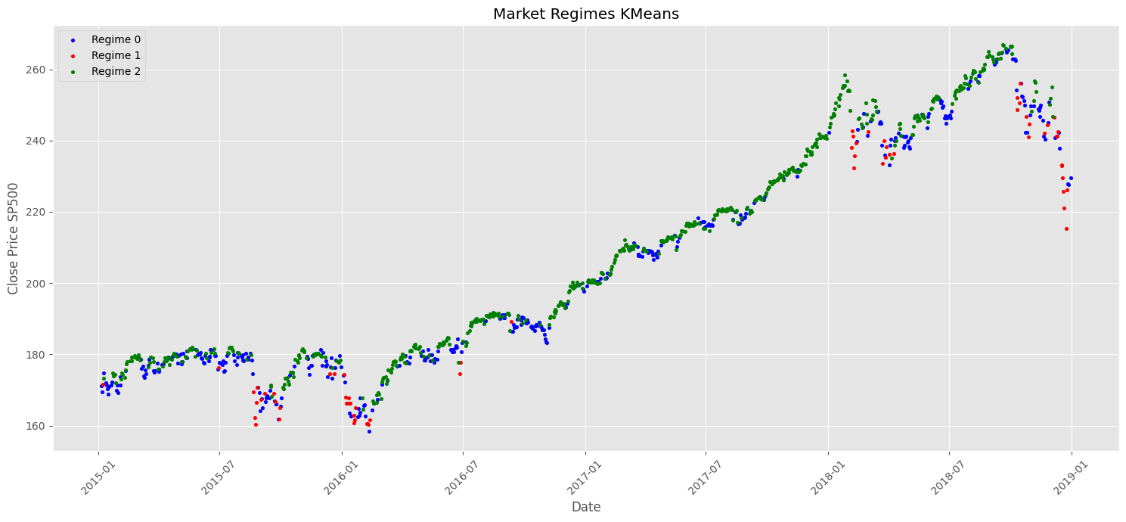 Market Regimes KMeans
Regime 0
Regime 1
Regime 2
260
240
220
200
180
160
Close Price SP500
2015-01
2015-07
2016-01
2016-07
2017-01
2017-07
2018-01
2018-07
2019-01
Date